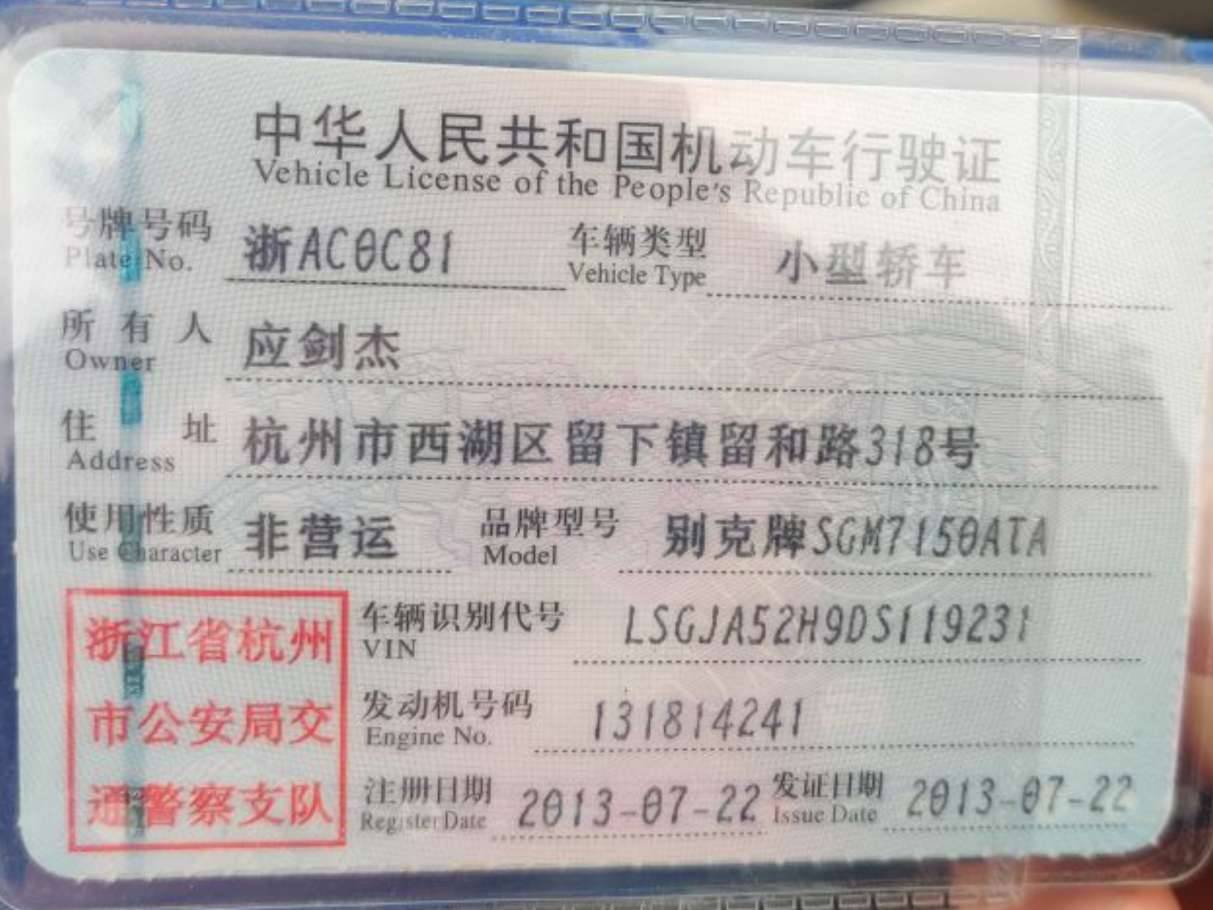 中华人民共和国机动车行驶证
Vehicle License of the People's Republic of China
号牌号码 浙AC0C81 车辆类型 小型轿车
Plate No. Vehicle Type
所有人 应剑杰
Owner
住址 杭州市西湖区留下镇留和路318号
Address
使用性质 非营运 品牌型号 别克牌SGM7150ATA
Use Character Model
浙江省杭州
市公安局交
通警察支队
车辆识别代号 LSGJA52H9DS119231
VIN
发动机号码 131814241
Engine No.
注册日期 2013-07-22 发证日期 2013-07-22
Register Date Issue Date